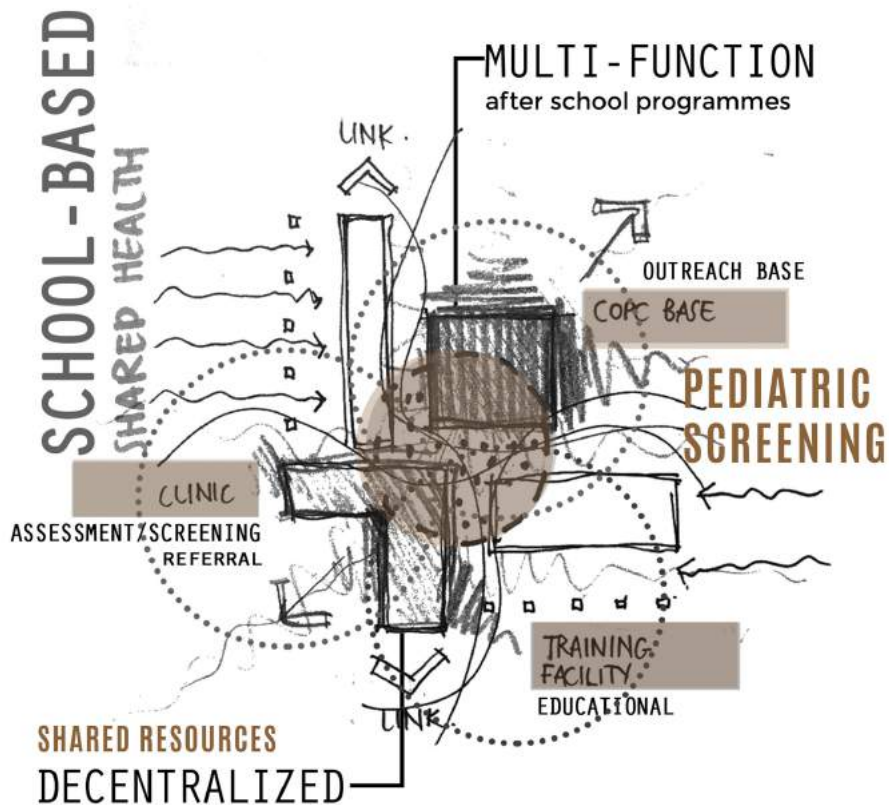 SCHOOL-BASED
SHARED HEALTH
MULTI-FUNCTION
after school programmes
LINK.
OUTREACH BASE
COPC BASE
PEDIATRIC
SCREENING
CLINIC
ASSESSMENT/SCREENING
REFERRAL
TRAINING
FACILITY
EDUCATIONAL
LINK.
SHARED RESOURCES
DECENTRALIZED